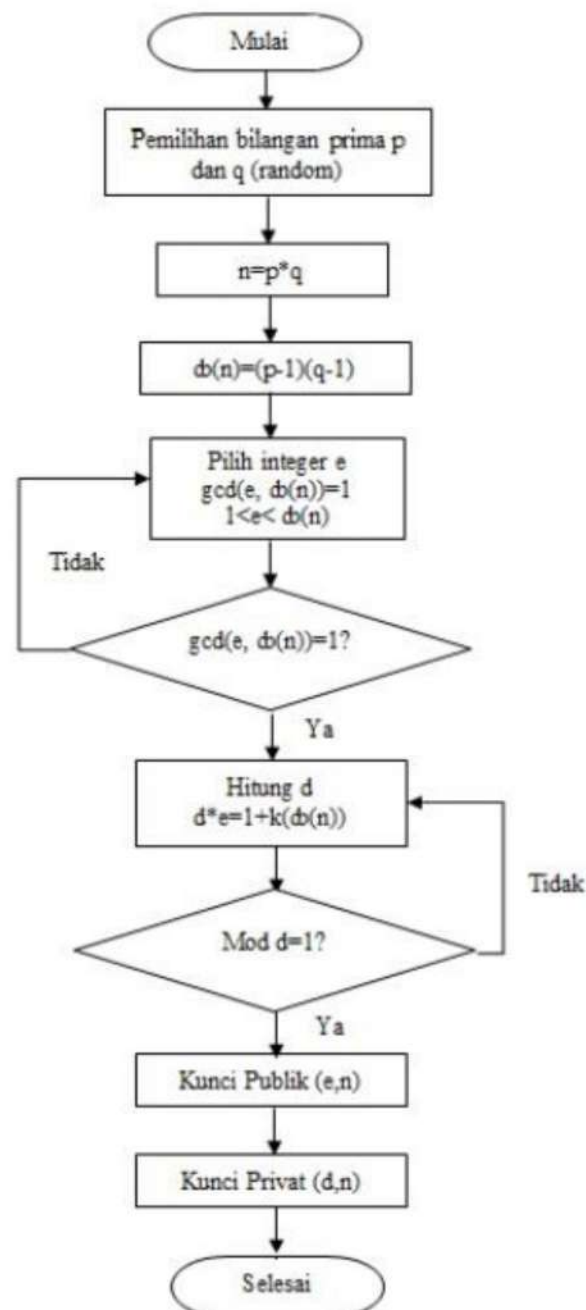 Mulai
Pemilihan bilangan prima p
dan q (random)
n=p*q
ȸ(n)=(p-1)(q-1)
Pilih integer e
gcd(e, ȸ(n))=1
1<e< ȸ(n)
Tidak
gcd(e, ȸ(n))=1?
Ya
Hitung d
d*e=1+k(ȸ(n))
Tidak
Mod d=1?
Ya
Kunci Publik (e,n)
Kunci Privat (d,n)
Selesai